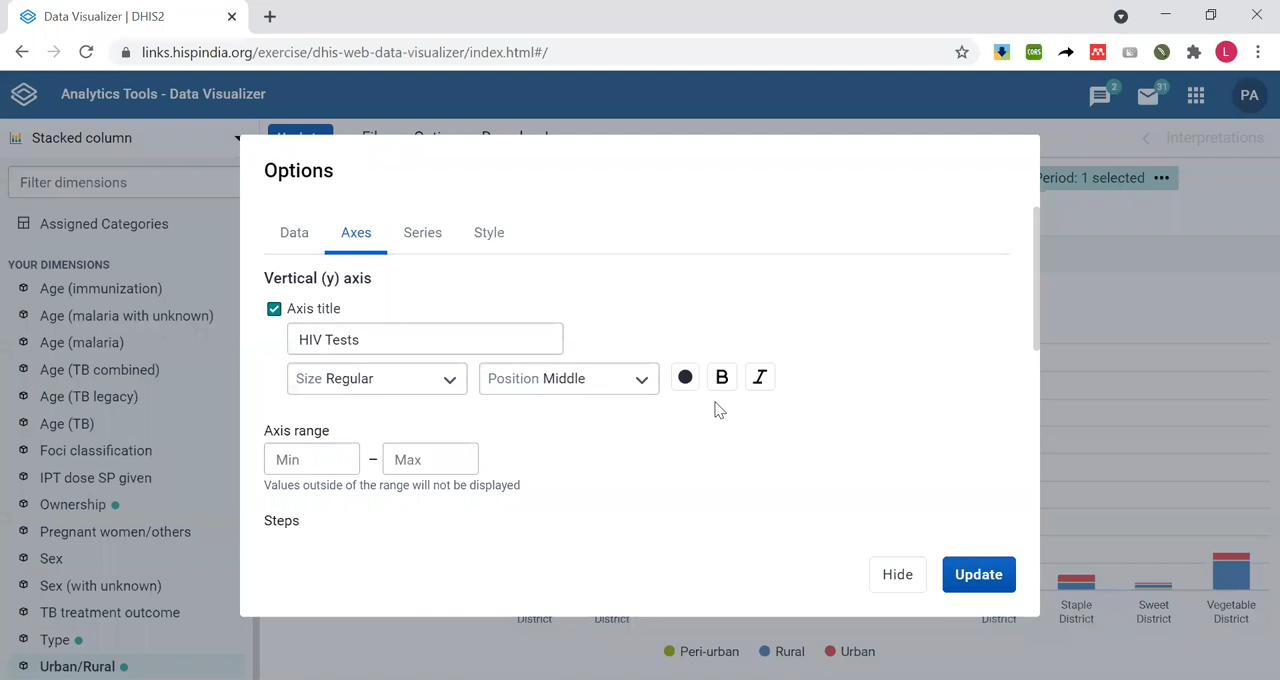 Data Visualizer | DHIS2
links.hispindia.org/exercise/dhis-web-data-visualizer/index.html#/
CORS
L
Analytics Tools - Data Visualizer
2
31
PA
Stacked column
Interpretations
Filter dimensions
Period: 1 selected
Assigned Categories
YOUR DIMENSIONS
Age (immunization)
Age (malaria with unknown)
Age (malaria)
Age (TB combined)
Age (TB legacy)
Age (TB)
Foci classification
IPT dose SP given
Ownership
Pregnant women/others
Sex
Sex (with unknown)
TB treatment outcome
Type
Urban/Rural
Options
Data Axes Series Style
Vertical (y) axis
Axis title
HIV Tests
Size Regular
Position Middle
B I
Axis range
Min – Max
Values outside of the range will not be displayed
Steps
Hide Update
Staple District
Sweet District
Vegetable District
District District District
Peri-urban Rural Urban